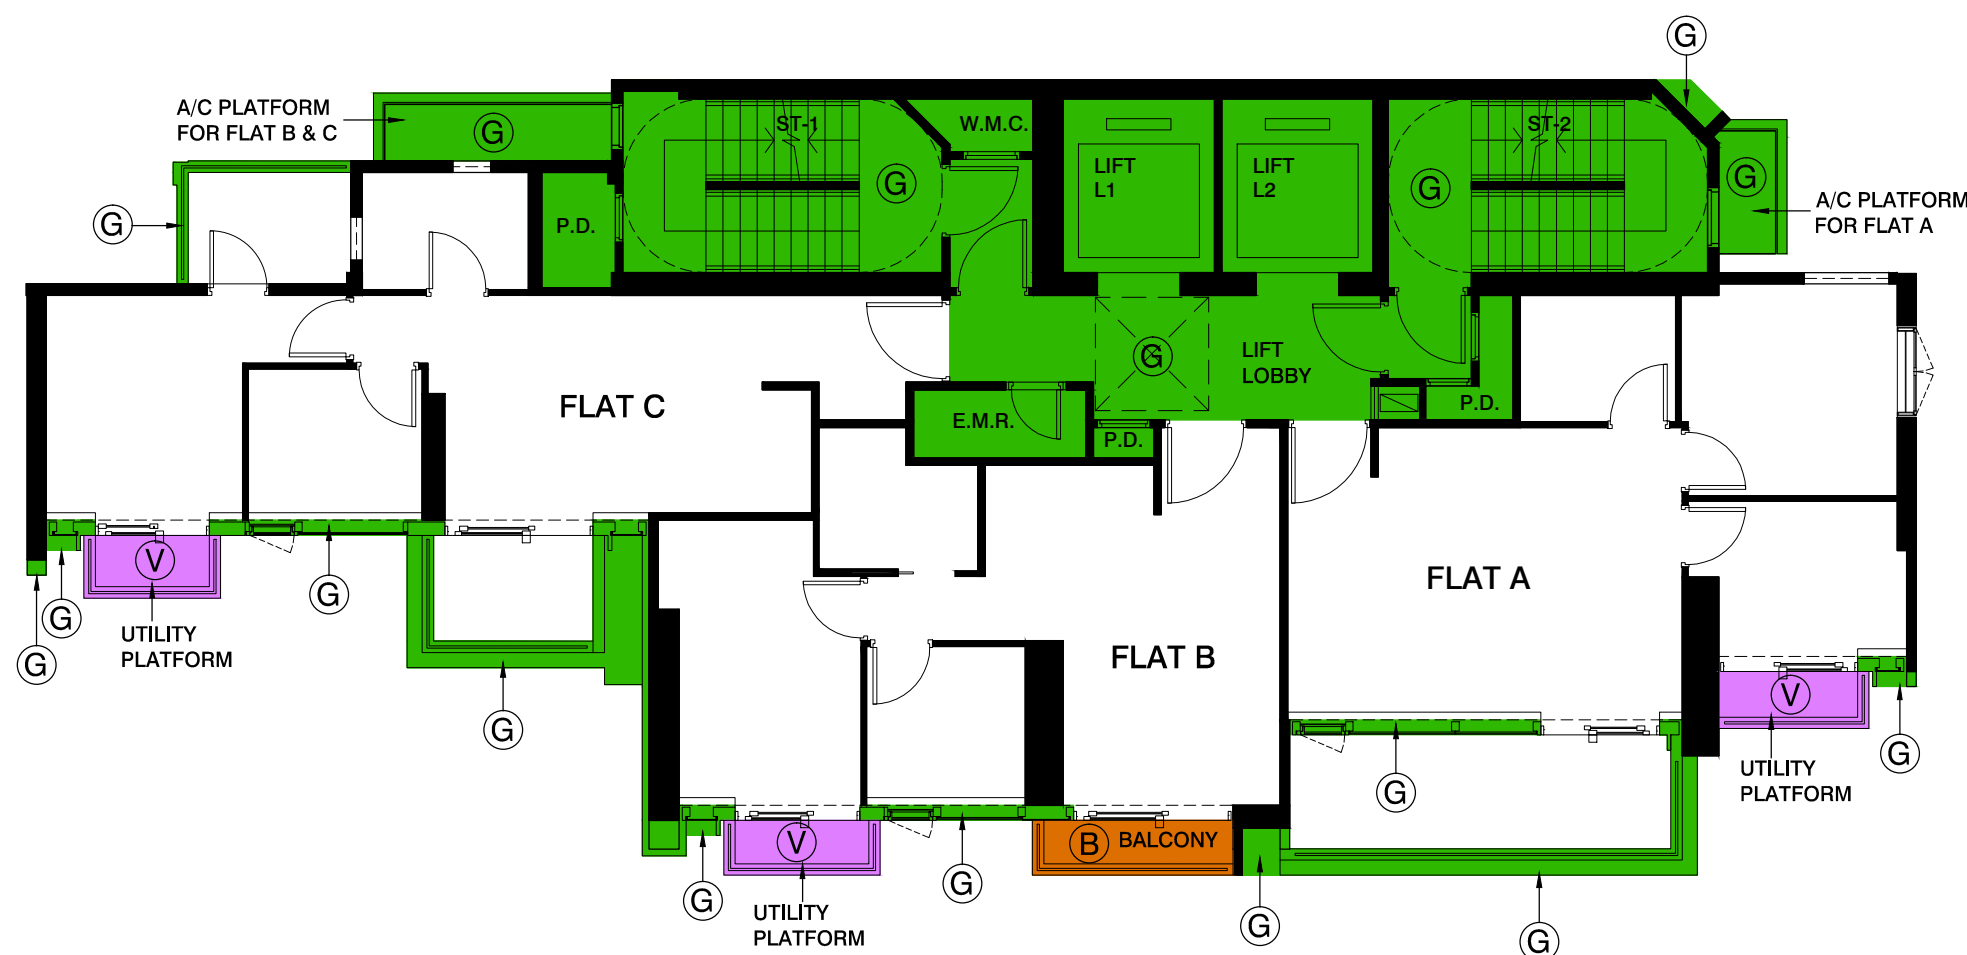 G
A/C PLATFORM
FOR FLAT B & C
G
ST-1
W.M.C.
ST-2
LIFT
L1
LIFT
L2
G
G
G
A/C PLATFORM
FOR FLAT A
G
P.D.
G
LIFT
LOBBY
FLAT C
E.M.R.
P.D.
P.D.
V
G
G
G
UTILITY
PLATFORM
G
G
FLAT A
FLAT B
V
G
UTILITY
PLATFORM
G
V
B BALCONY
G
G
UTILITY
PLATFORM
G
G